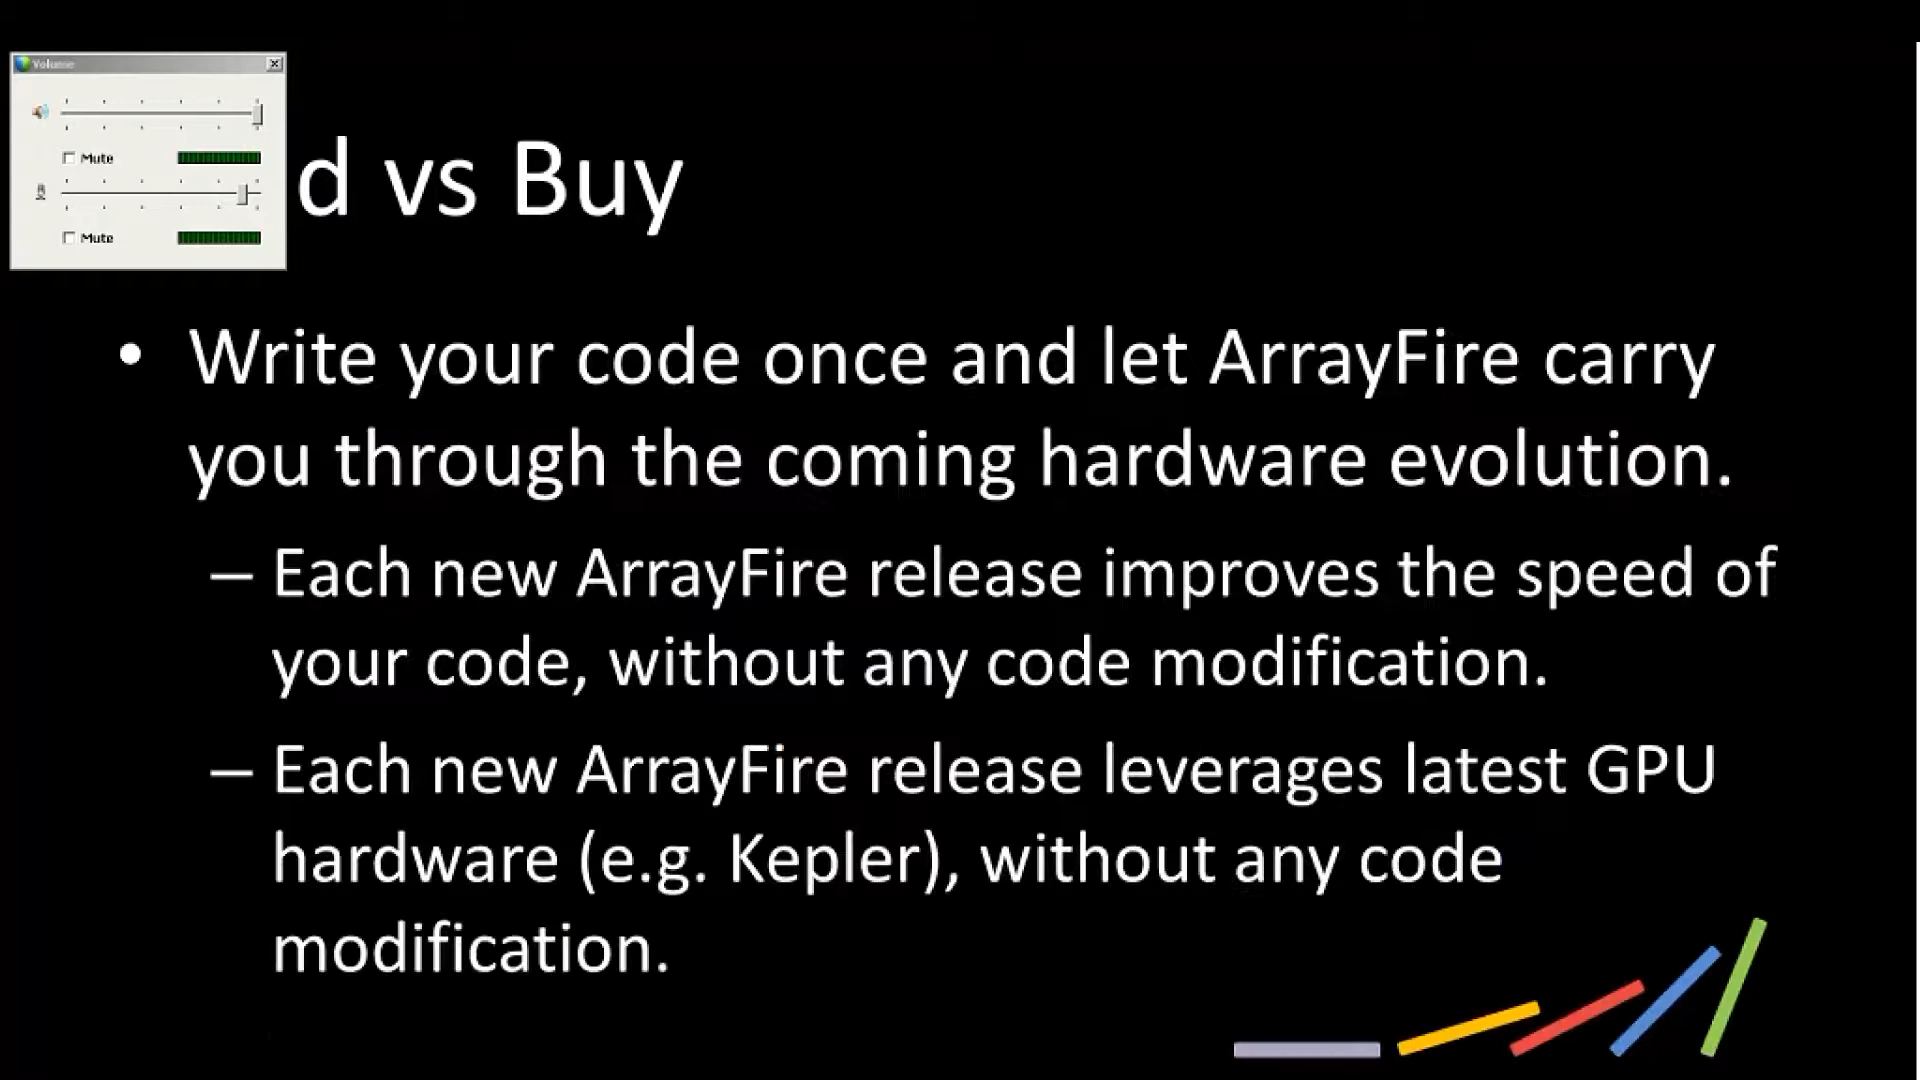 Volume
Mute
Mute
d vs Buy
• Write your code once and let ArrayFire carry
you through the coming hardware evolution.
– Each new ArrayFire release improves the speed of
your code, without any code modification.
– Each new ArrayFire release leverages latest GPU
hardware (e.g. Kepler), without any code
modification.